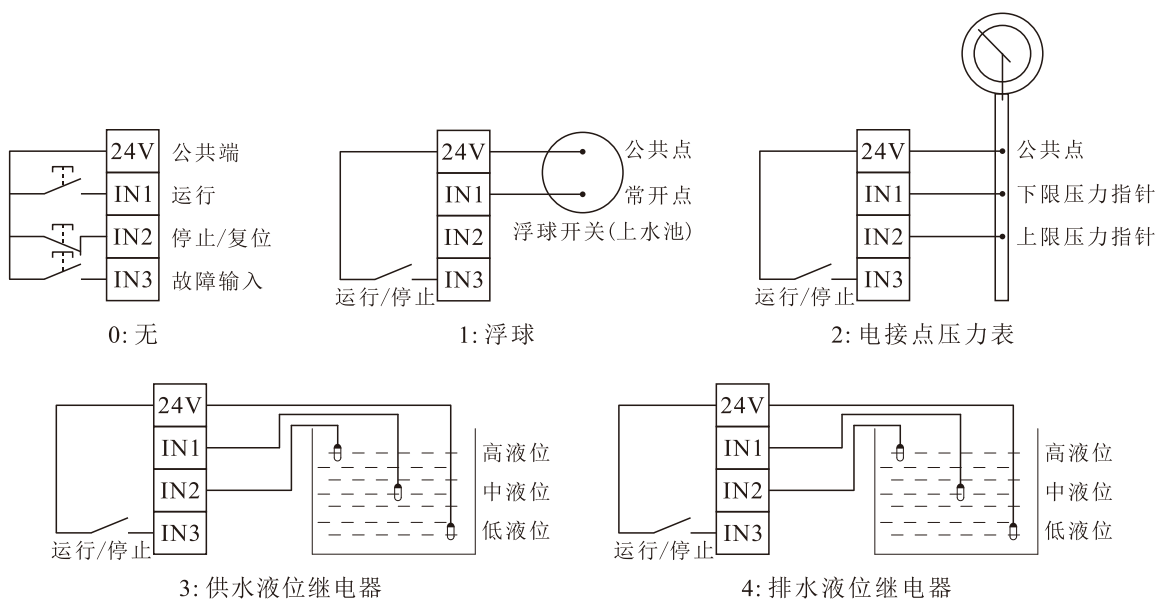 24V 公共端
IN1 运行
IN2 停止/复位
IN3 故障输入
0: 无
24V 公共点
IN1 常开点
IN2 浮球开关(上水池)
IN3
运行/停止
1: 浮球
24V 公共点
IN1 下限压力指针
IN2 上限压力指针
IN3
运行/停止
2: 电接点压力表
24V
IN1 高液位
IN2 中液位
IN3 低液位
运行/停止
3: 供水液位继电器
24V
IN1 高液位
IN2 中液位
IN3 低液位
运行/停止
4: 排水液位继电器